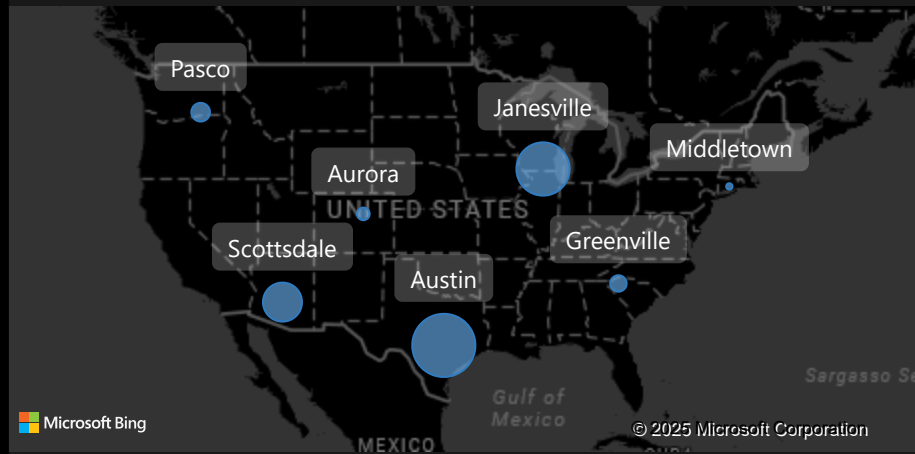 Pasco
Janesville
Middletown
Aurora
UNITED STATES
Greenville
Scottsdale
Austin
Sargasso Se
Gulf of
Mexico
Microsoft Bing
© 2025 Microsoft Corporation
MEXICO
CUBA